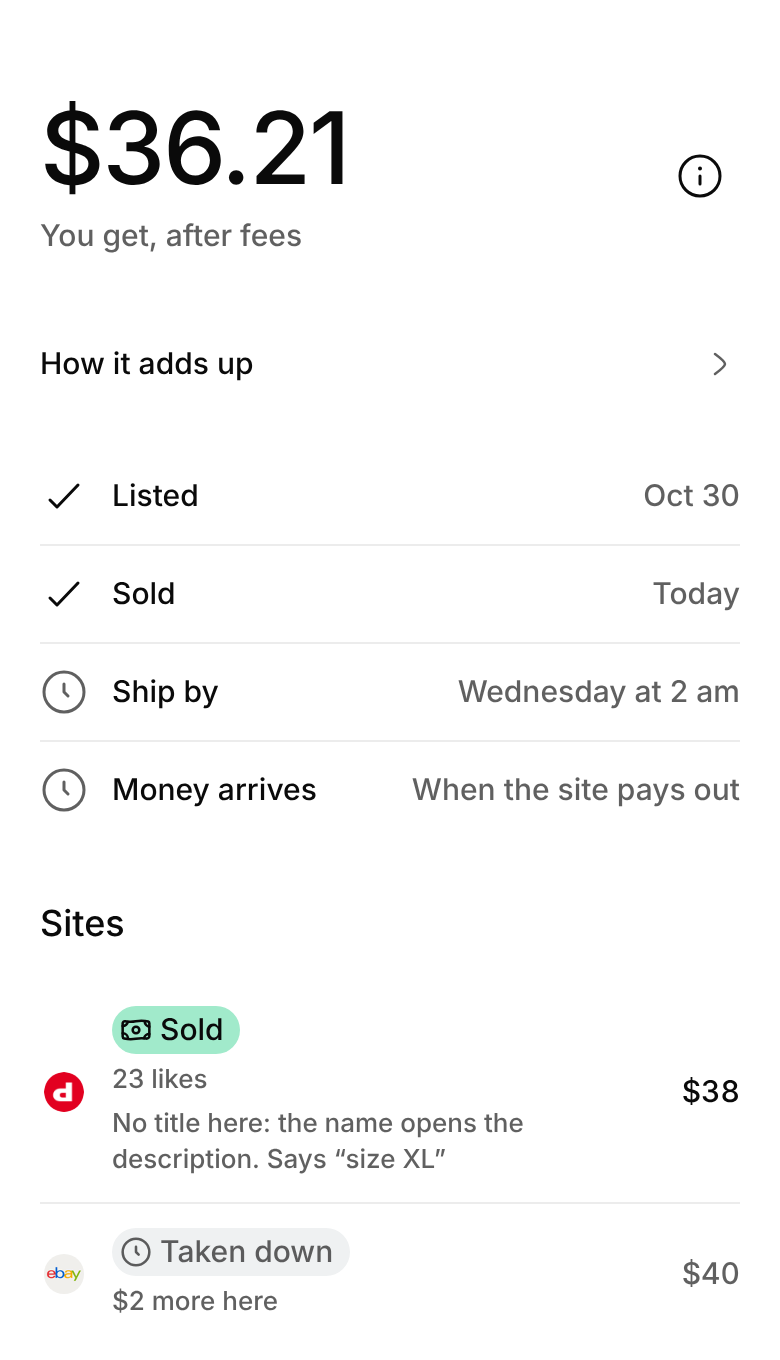 $36.21
You get, after fees
How it adds up
Listed
Oct 30
Sold
Today
Ship by
Wednesday at 2 am
Money arrives
When the site pays out
Sites
Sold
23 likes
No title here: the name opens the
description. Says “size XL”
$38
d
Taken down
ebay
$2 more here
$40